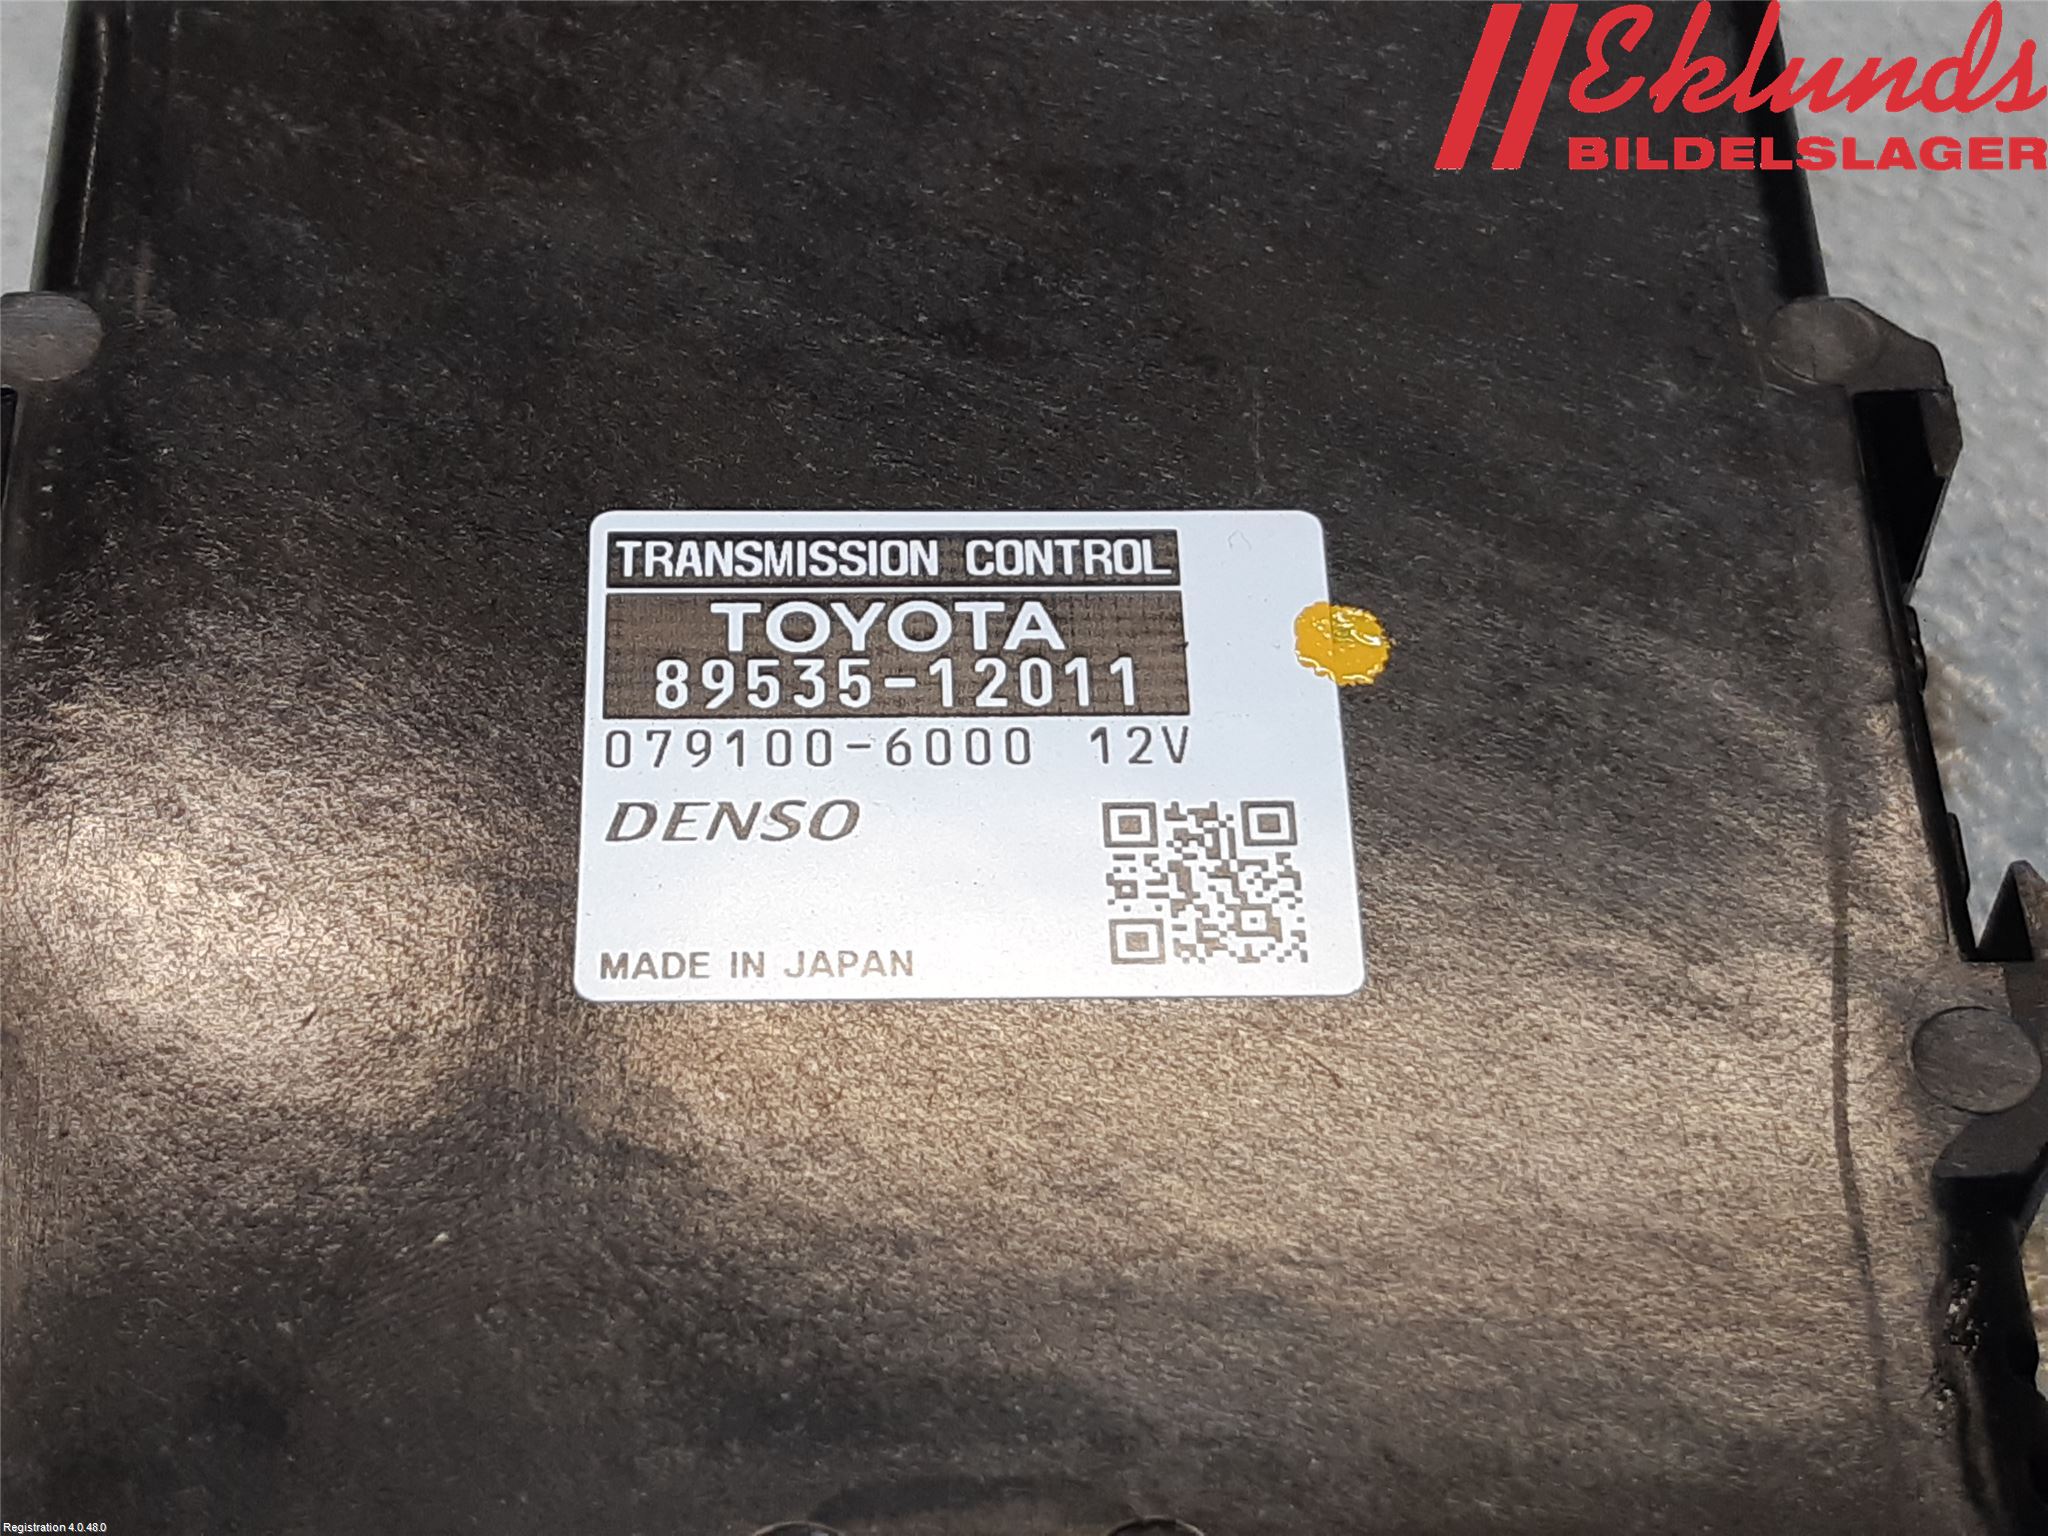 Eklunds
BILDELSLAGER
TRANSMISSION CONTROL
TOYOTA
89535-12011
079100-6000 12V
DENSO
MADE IN JAPAN
Registration 4.0.48.0